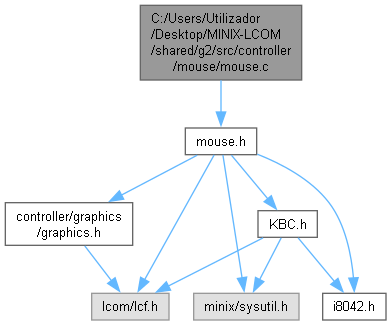 C:/Users/Utilizador
/Desktop/MINIX-LCOM
/shared/g2/src/controller
/mouse/mouse.c
mouse.h
controller/graphics
/graphics.h
KBC.h
lcom/lcf.h
minix/sysutil.h
i8042.h